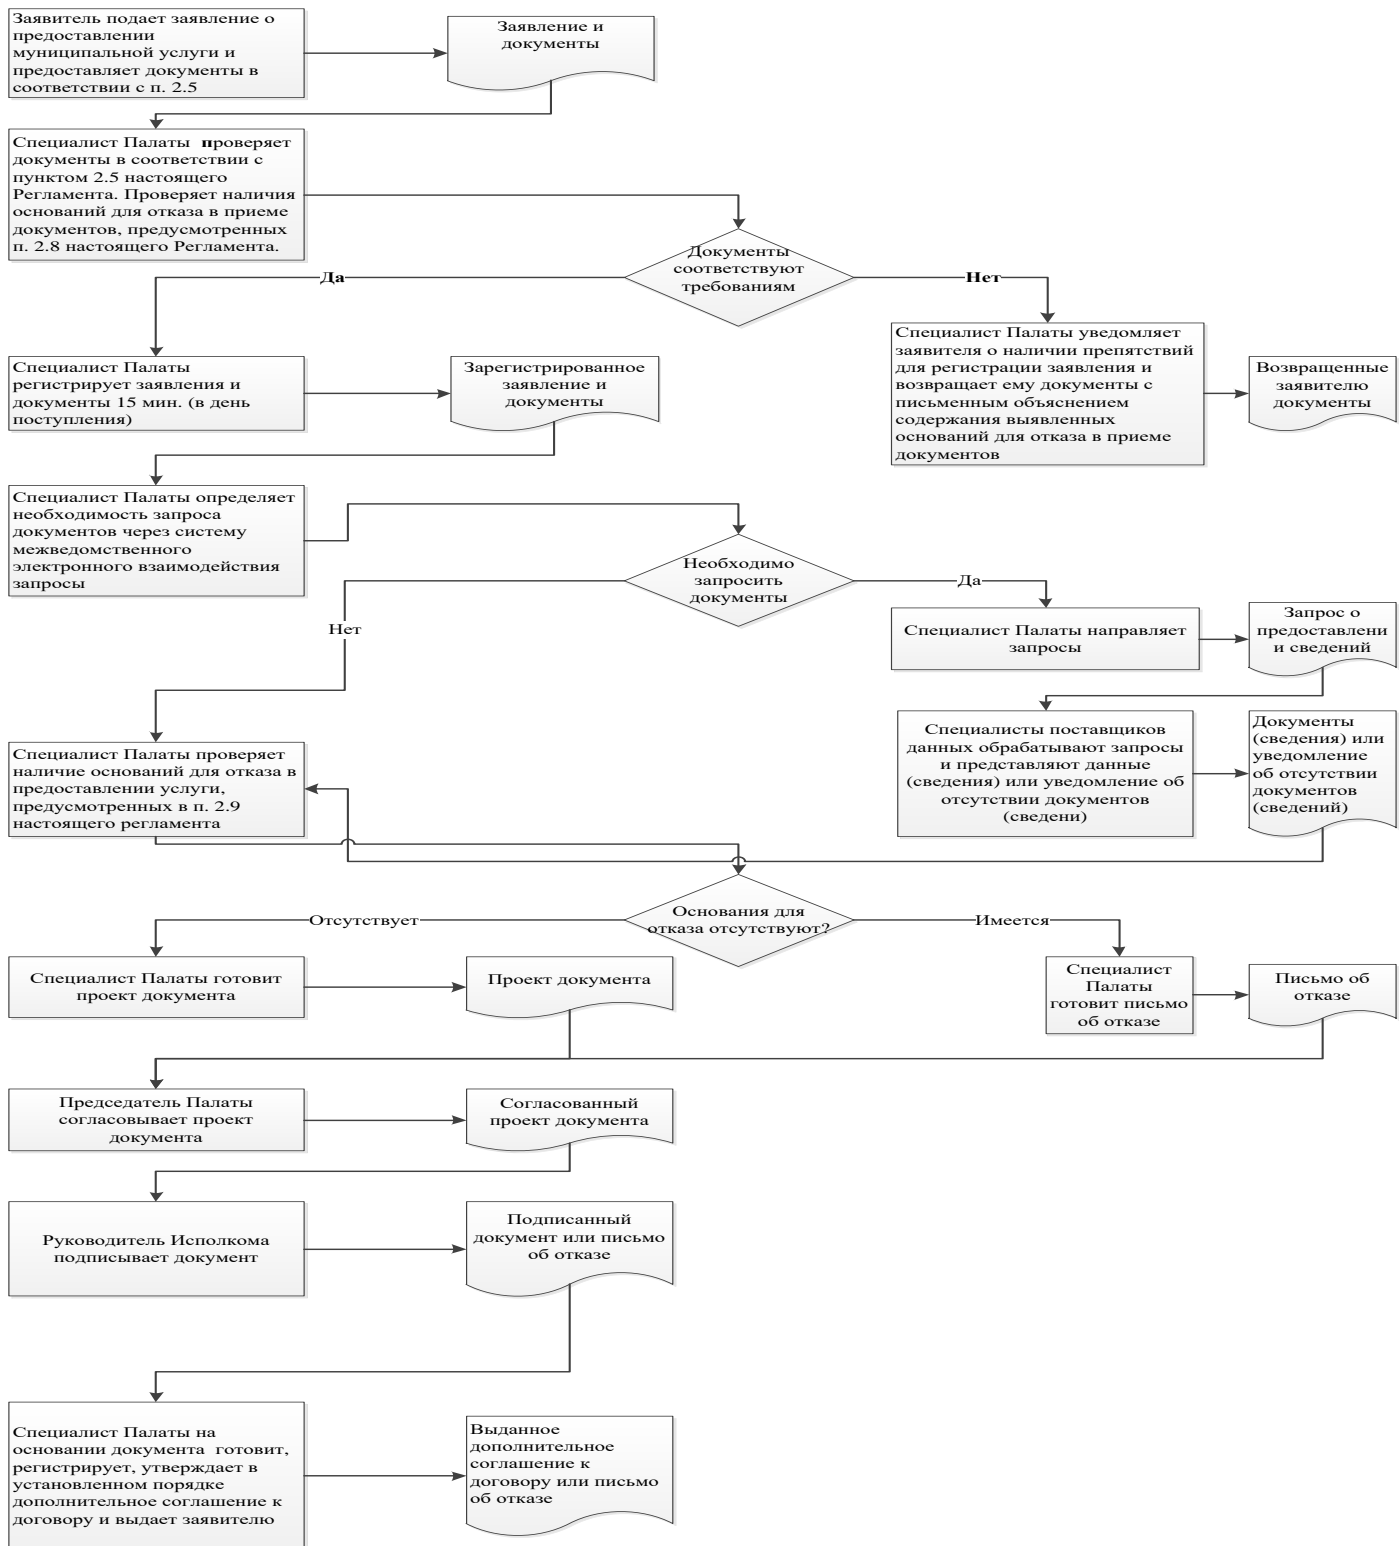 Заявитель подает заявление о
предоставлении
муниципальной услуги и
предоставляет документы в
соответствии с п. 2.5
Заявление и
документы
Специалист Палаты проверяет
документы в соответствии с
пунктом 2.5 настоящего
Регламента. Проверяет наличия
оснований для отказа в приеме
документов, предусмотренных
п. 2.8 настоящего Регламента.
Документы
соответствуют
требованиям
Да
Нет
Специалист Палаты
регистрирует заявления и
документы 15 мин. (в день
поступления)
Зарегистрированное
заявление и
документы
Специалист Палаты уведомляет
заявителя о наличии препятствий
для регистрации заявления и
возвращает ему документы с
письменным объяснением
содержания выявленных
оснований для отказа в приеме
документов
Возвращенные
заявителю
документы
Специалист Палаты определяет
необходимость запроса
документов через систему
межведомственного
электронного взаимодействия
запросы
Необходимо
запросить
документы
Да
Нет
Специалист Палаты направляет
запросы
Запрос о
предоставлени
и сведений
Специалист Палаты проверяет
наличие оснований для отказа в
предоставлении услуги,
предусмотренных в п. 2.9
настоящего регламента
Специалисты поставщиков
данных обрабатывают запросы
и представляют данные
(сведения) или уведомление об
отсутствии документов
(сведени)
Документы
(сведения) или
уведомление
об отсутствии
документов
(сведений)
Основания для
отказа отсутствуют?
Отсутствует
Имеется
Специалист Палаты готовит
проект документа
Проект документа
Специалист
Палаты
готовит письмо
об отказе
Письмо об
отказе
Председатель Палаты
согласовывает проект
документа
Согласованный
проект документа
Руководитель Исполкома
подписывает документ
Подписанный
документ или письмо
об отказе
Специалист Палаты на
основании документа готовит,
регистрирует, утверждает в
установленном порядке
дополнительное соглашение к
договору и выдает заявителю
Выданное
дополнительное
соглашение к
договору или письмо
об отказе